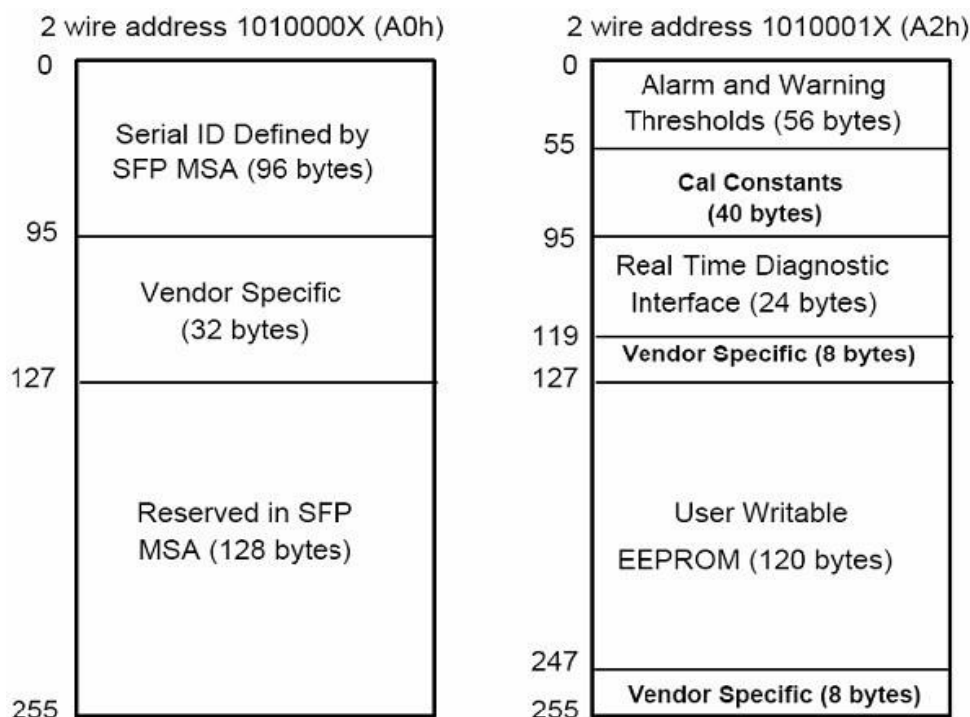 2 wire address 1010000X (A0h)
0
Serial ID Defined by
SFP MSA (96 bytes)
95
Vendor Specific
(32 bytes)
127
Reserved in SFP
MSA (128 bytes)
255
2 wire address 1010001X (A2h)
0
Alarm and Warning
Thresholds (56 bytes)
55
Cal Constants
(40 bytes)
95
Real Time Diagnostic
Interface (24 bytes)
119
Vendor Specific (8 bytes)
127
User Writable
EEPROM (120 bytes)
247
Vendor Specific (8 bytes)
255